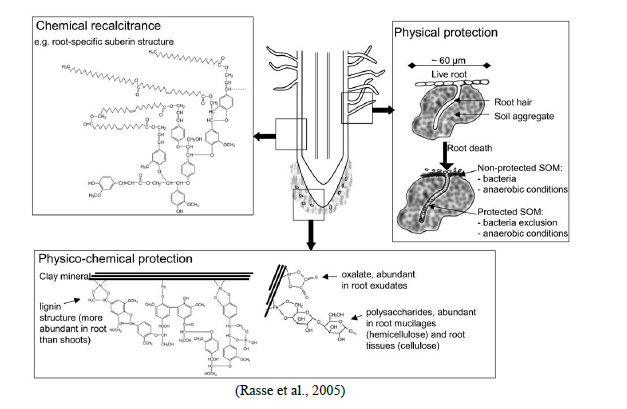 Chemical recalcitrance
e.g. root-specific suberin structure
Physical protection
~ 60 µm
Live root
Root hair
Soil aggregate
Root death
Non-protected SOM:
- bacteria
- anaerobic conditions
Protected SOM:
- bacteria exclusion
- anaerobic conditions
Physico-chemical protection
Clay mineral
lignin
structure (more
abundant in root
than shoots)
oxalate, abundant
in root exudates
polysaccharides, abundant
in root mucilages
(hemicellulose) and root
tissues (cellulose)
(Rasse et al., 2005)